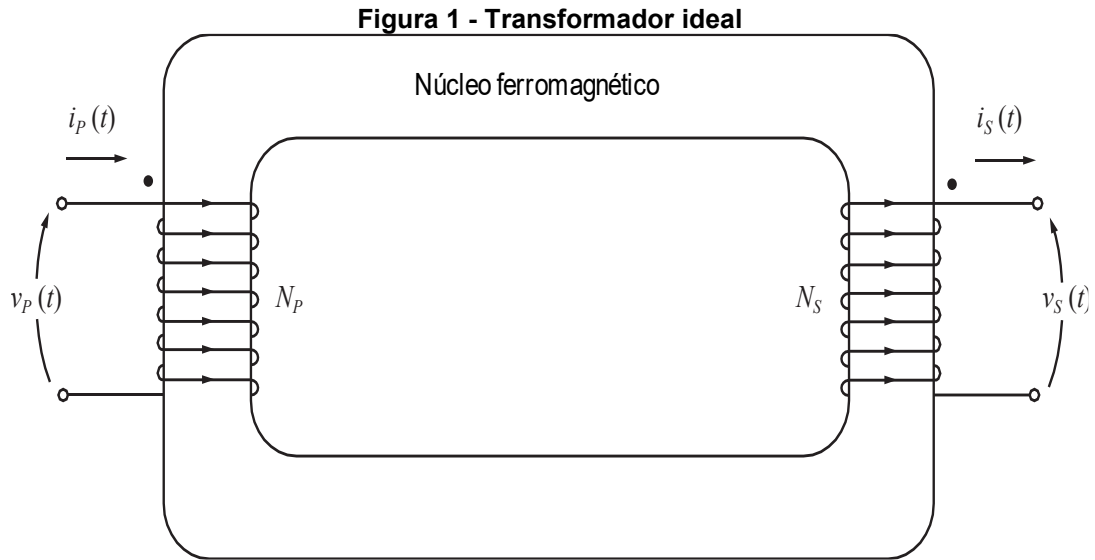 Figura 1 - Transformador ideal
Núcleo ferromagnético
i_P(t)
i_S(t)
v_P(t)
N_P
N_S
v_S(t)